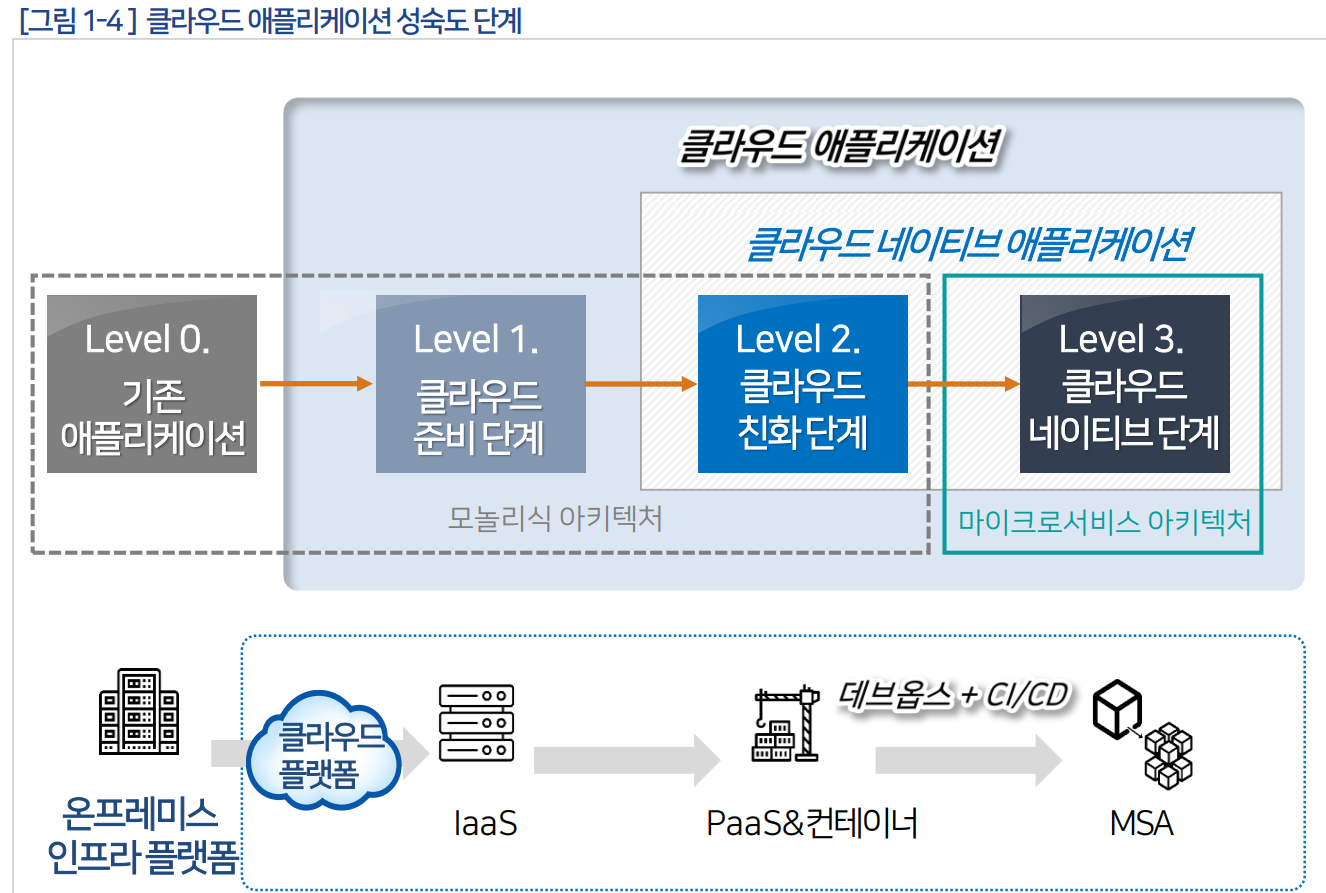 [그림 1-4] 클라우드 애플리케이션 성숙도 단계
클라우드 애플리케이션
클라우드 네이티브 애플리케이션
Level 0.
기존
애플리케이션
Level 1.
클라우드
준비 단계
Level 2.
클라우드
친화 단계
Level 3.
클라우드
네이티브 단계
모놀리식 아키텍처
마이크로서비스 아키텍처
온프레미스
인프라 플랫폼
클라우드
플랫폼
IaaS
PaaS&컨테이너
데브옵스 + CI/CD
MSA